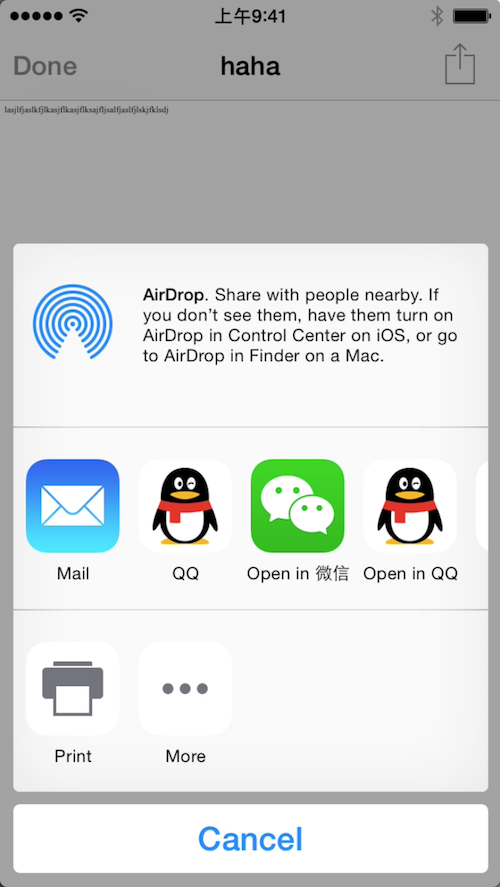 上午9:41
Done
haha
AirDrop. Share with people nearby. If
you don't see them, have them turn on
AirDrop in Control Center on iOS, or go
to AirDrop in Finder on a Mac.
Mail
QQ
Open in 微信
Open in QQ
Print
More
Cancel